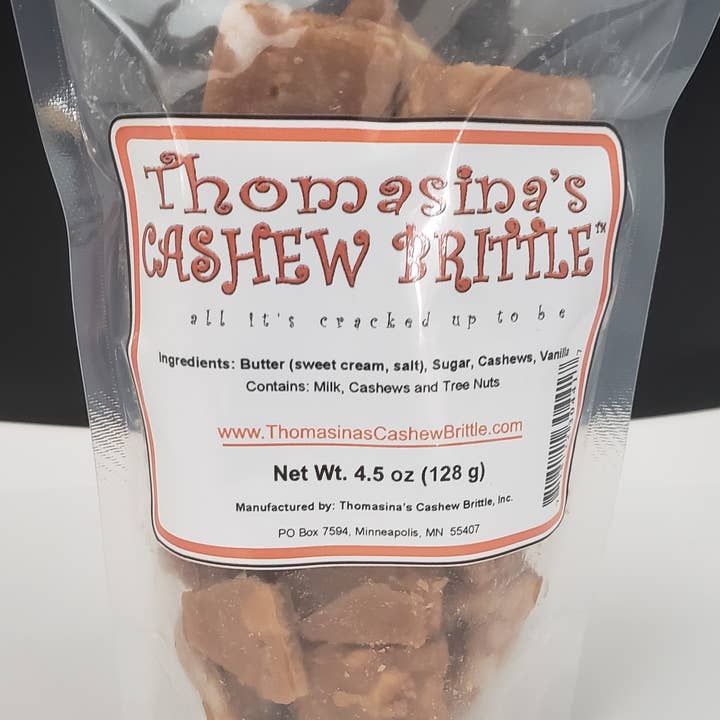 Thomasina's
CASHEW BRITTLE™
all it's cracked up to be
Ingredients: Butter (sweet cream, salt), Sugar, Cashews, Vanilla
Contains: Milk, Cashews and Tree Nuts
www.ThomasinasCashewBrittle.com
Net Wt. 4.5 oz (128 g)
Manufactured by: Thomasina's Cashew Brittle, Inc.
PO Box 7594, Minneapolis, MN 55407